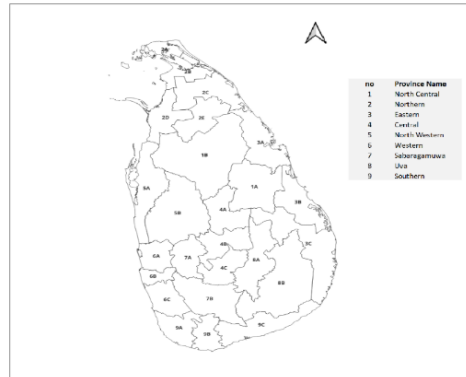 no Province Name
1 North Central
2 Northern
3 Eastern
4 Central
5 North Western
6 Western
7 Sabaragamuwa
8 Uva
9 Southern
2B
2C
2D
2E
3A
1B
5A
1A
3B
4A
5B
4B
3C
6A
7A
8A
4C
6B
8B
6C
7B
9A
9B
9C